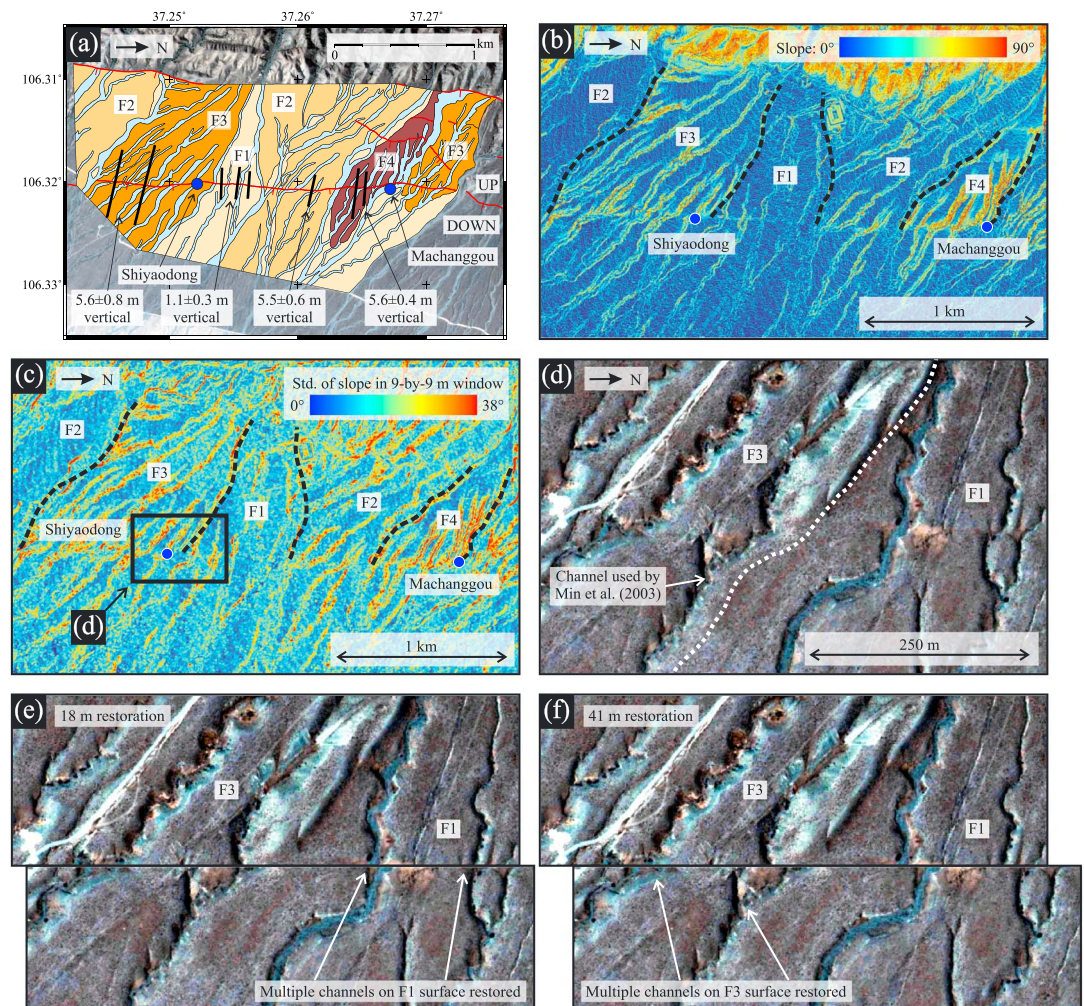 37.25 37.26 37.27
(a)
N
km
0 1
106.31
106.32
106.33
F2
F3
F1
F2
F4
F3
UP
DOWN
Shiyaodong
Machanggou
5.6±0.8 m
vertical
1.1±0.3 m
vertical
5.5±0.6 m
vertical
5.6±0.4 m
vertical
(b)
N
Slope: 0° 90°
F2
F3
F1
F2
F4
Shiyaodong
Machanggou
1 km
(c)
N
Std. of slope in 9-by-9 m window
0° 38°
F2
F3
F1
F2
F4
Shiyaodong
Machanggou
(d)
1 km
(d)
N
F3
F1
Channel used by
Min et al. (2003)
250 m
(e)
18 m restoration
F3
F1
Multiple channels on F1 surface restored
(f)
41 m restoration
F3
F1
Multiple channels on F3 surface restored